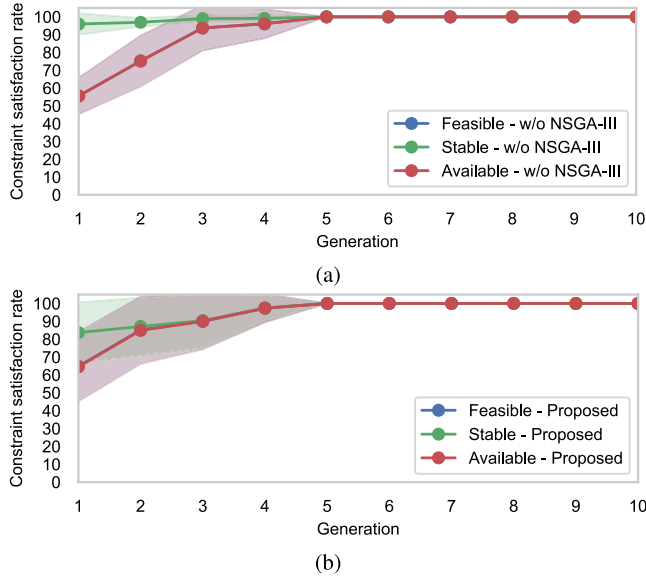 Constraint satisfaction rate
100
90
80
70
60
50
40
30
20
10
0
Feasible - w/o NSGA-III
Stable - w/o NSGA-III
Available - w/o NSGA-III
1 2 3 4 5 6 7 8 9 10
Generation
(a)
Constraint satisfaction rate
100
90
80
70
60
50
40
30
20
10
0
Feasible - Proposed
Stable - Proposed
Available - Proposed
1 2 3 4 5 6 7 8 9 10
Generation
(b)